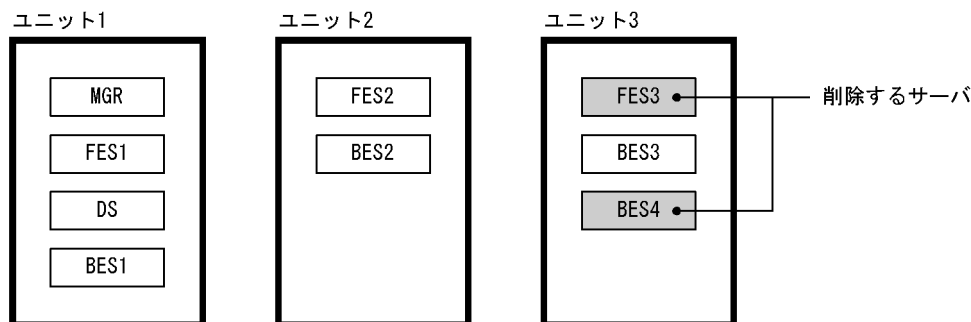 ユニット1
MGR
FES1
DS
BES1
ユニット2
FES2
BES2
ユニット3
FES3
BES3
BES4
削除するサーバ